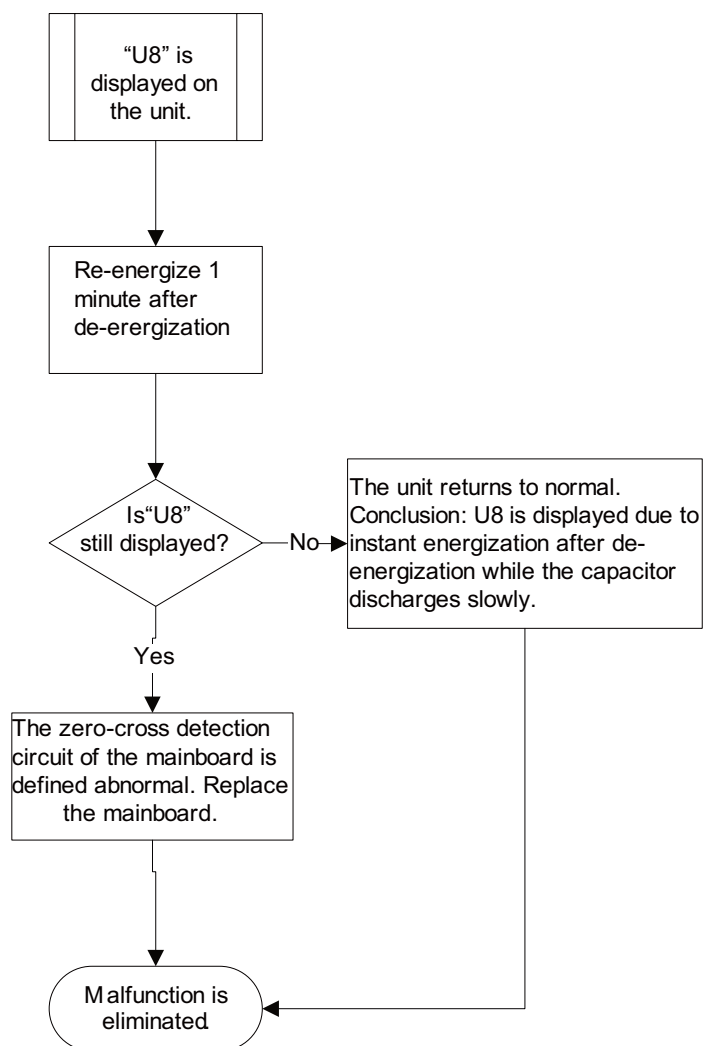 “U8” is
displayed on
the unit.
Re-energize 1
minute after
de-erergization
Is“U8”
still displayed?
No
The unit returns to normal.
Conclusion: U8 is displayed due to
instant energization after de-
energization while the capacitor
discharges slowly.
Yes
The zero-cross detection
circuit of the mainboard is
defined abnormal. Replace
the mainboard.
Malfunction is
eliminated.